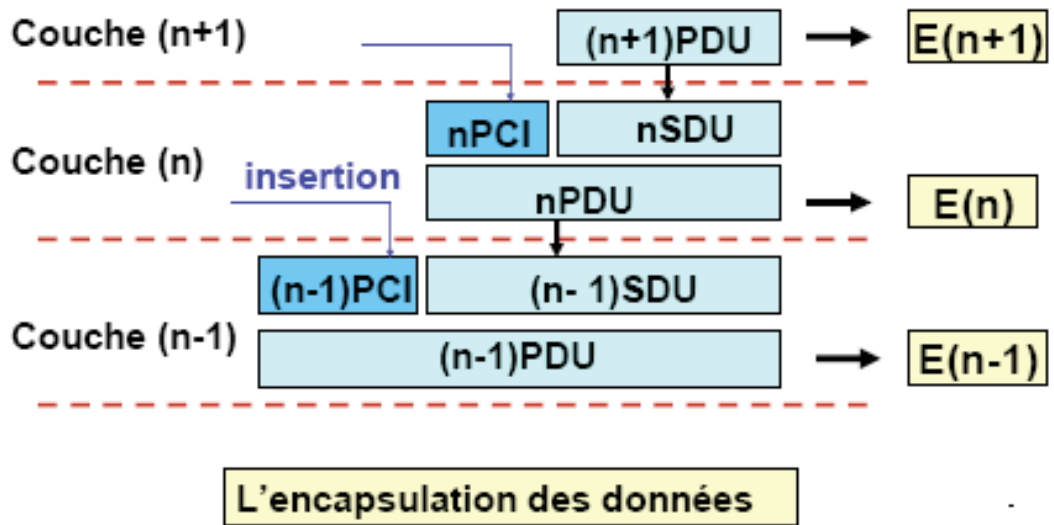 Couche (n+1)
(n+1)PDU
E(n+1)
nPCI
nSDU
Couche (n)
insertion
nPDU
E(n)
(n-1)PCI
(n- 1)SDU
Couche (n-1)
(n-1)PDU
E(n-1)
L'encapsulation des données
-